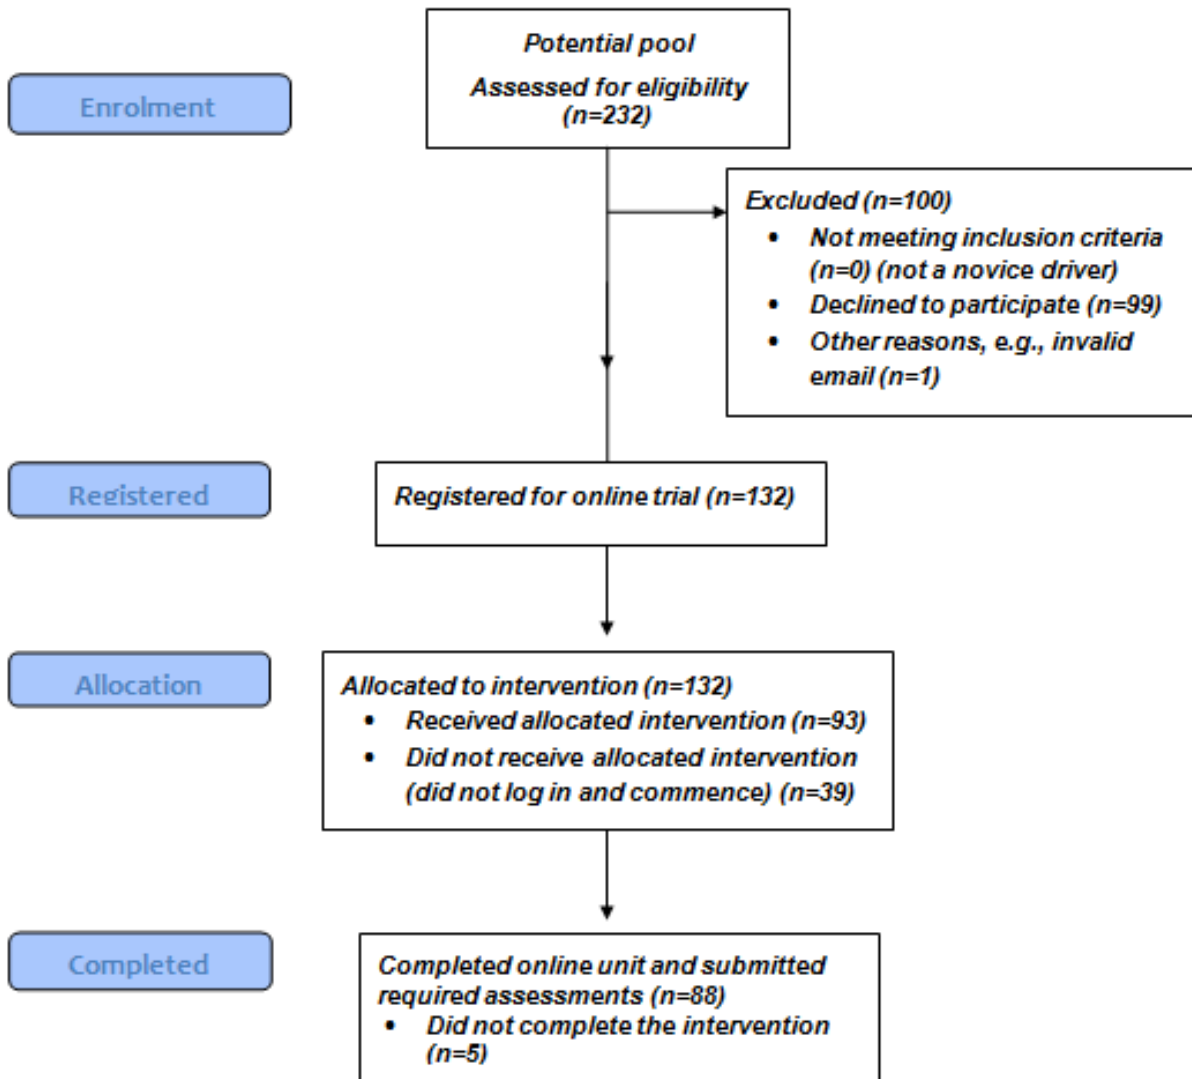 Potential pool
Assessed for eligibility
(n=232)
Enrolment
Excluded (n=100)
• Not meeting inclusion criteria
(n=0) (not a novice driver)
• Declined to participate (n=99)
• Other reasons, e.g., invalid
email (n=1)
Registered
Registered for online trial (n=132)
Allocation
Allocated to intervention (n=132)
• Received allocated intervention (n=93)
• Did not receive allocated intervention
(did not log in and commence) (n=39)
Completed
Completed online unit and submitted
required assessments (n=88)
• Did not complete the intervention
(n=5)